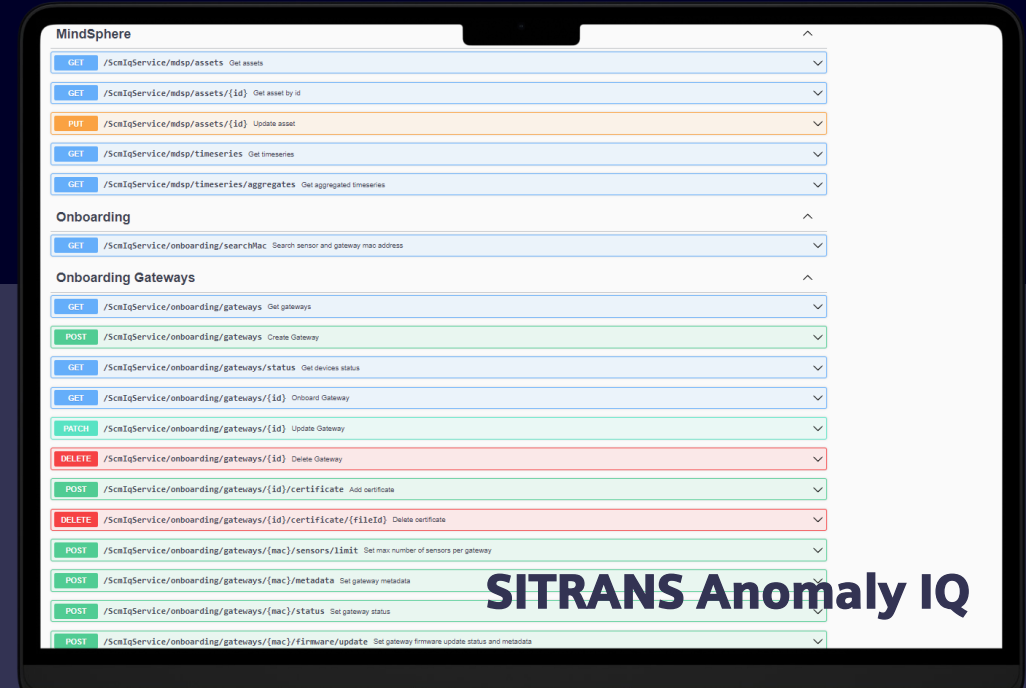 MindSphere
GET /ScmIqService/mdsp/assets Get assets
GET /ScmIqService/mdsp/assets/{id} Get asset by id
PUT /ScmIqService/mdsp/assets/{id} Update asset
GET /ScmIqService/mdsp/timeseries Get timeseries
GET /ScmIqService/mdsp/timeseries/aggregates Get aggregated timeseries
Onboarding
GET /ScmIqService/onboarding/searchMac Search sensor and gateway mac address
Onboarding Gateways
GET /ScmIqService/onboarding/gateways Get gateways
POST /ScmIqService/onboarding/gateways Create Gateway
GET /ScmIqService/onboarding/gateways/status Get devices status
GET /ScmIqService/onboarding/gateways/{id} Onboard Gateway
PATCH /ScmIqService/onboarding/gateways/{id} Update Gateway
DELETE /ScmIqService/onboarding/gateways/{id} Delete Gateway
POST /ScmIqService/onboarding/gateways/{id}/certificate Add certificate
DELETE /ScmIqService/onboarding/gateways/{id}/certificate/{fileId} Delete certificate
POST /ScmIqService/onboarding/gateways/{mac}/sensors/limit Set max number of sensors per gateway
POST /ScmIqService/onboarding/gateways/{mac}/metadata Set gateway metadata
POST /ScmIqService/onboarding/gateways/{mac}/status Set gateway status
POST /ScmIqService/onboarding/gateways/{mac}/firmware/update Set gateway firmware update status and metadata
SITRANS Anomaly IQ